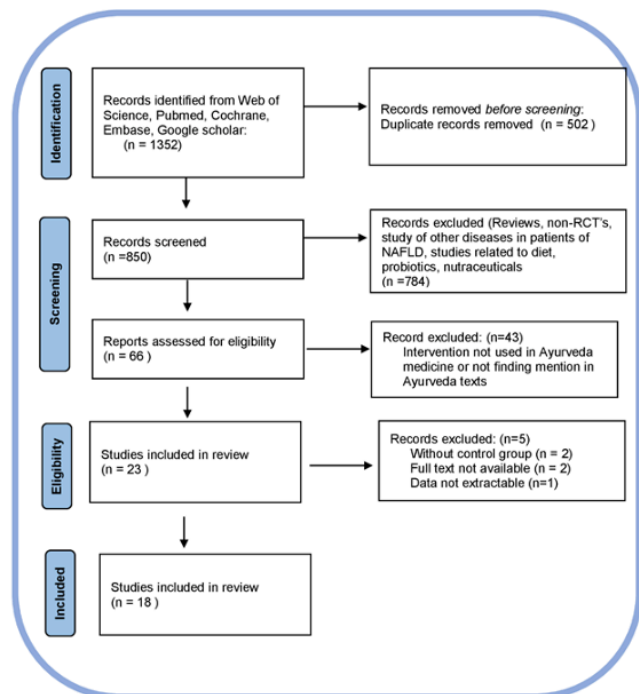 Identification
Records identified from Web of
Science, Pubmed, Cochrane,
Embase, Google scholar:
(n = 1352)
Records removed before screening:
Duplicate records removed (n = 502 )
Screening
Records screened
(n =850)
Records excluded (Reviews, non-RCT's,
study of other diseases in patients of
NAFLD, studies related to diet,
probiotics, nutraceuticals
(n =784)
Reports assessed for eligibility
(n = 66 )
Record excluded: (n=43)
Intervention not used in Ayurveda
medicine or not finding mention in
Ayurveda texts
Eligibility
Studies included in review
(n = 23 )
Records excluded: (n=5)
Without control group (n = 2)
Full text not available (n = 2)
Data not extractable (n=1)
Included
Studies included in review
(n = 18 )